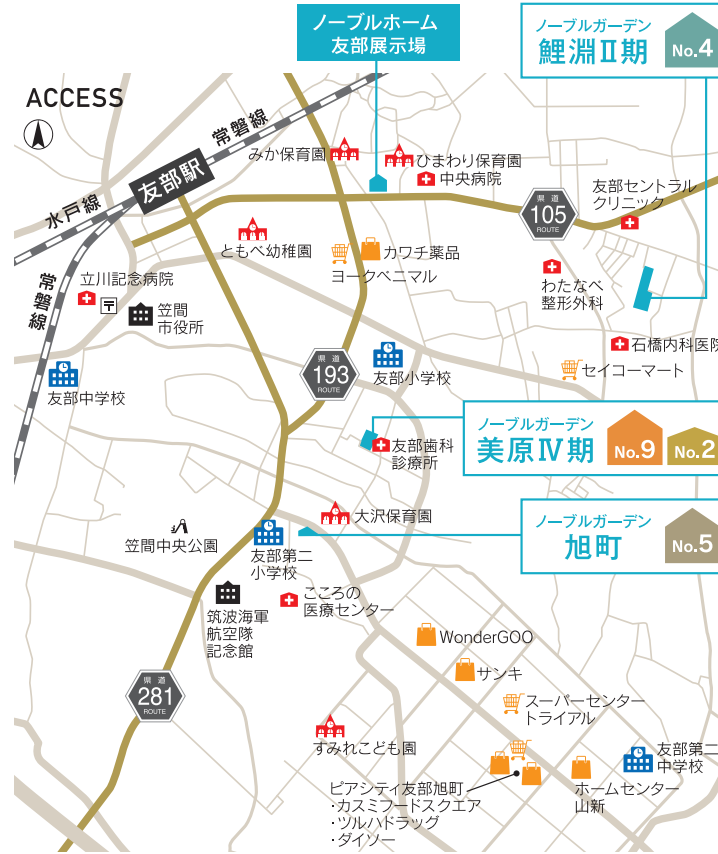 ノーブルホーム
友部展示場
ノーブルガーデン
鯉淵Ⅱ期
No.4
ACCESS
常磐線
みか保育園
ひまわり保育園
中央病院
友部駅
水戸線
県道
105
ROUTE
友部セントラル
クリニック
ともべ幼稚園
カワチ薬品
ヨークベニマル
常磐線
立川記念病院
〒
笠間
市役所
わたなべ
整形外科
石橋内科医院
県道
193
ROUTE
友部小学校
セイコーマート
友部中学校
ノーブルガーデン
美原Ⅳ期
No.9
No.2
友部歯科
診療所
大沢保育園
ノーブルガーデン
旭町
No.5
笠間中央公園
友部第二
小学校
筑波海軍
航空隊
記念館
こころの
医療センター
WonderGOO
サンキ
県道
281
ROUTE
スーパーセンター
トライアル
すみれこども園
友部第二
中学校
ピアシティ友部旭町
・カスミフードスクエア
・ツルハドラッグ
・ダイソー
ホームセンター
山新